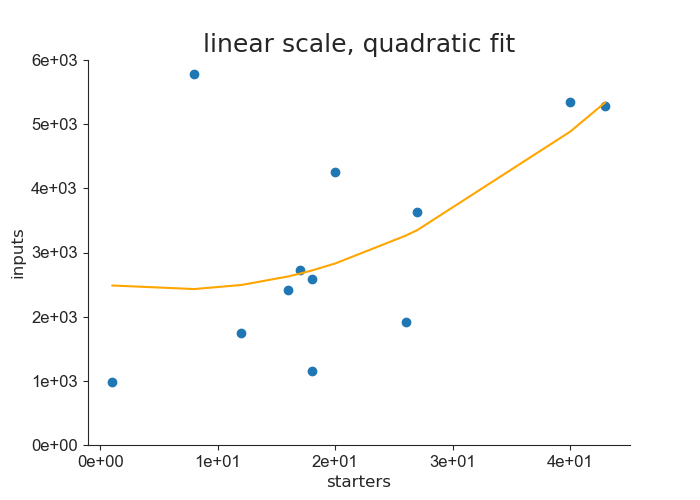 linear scale, quadratic fit
6e+03
5e+03
4e+03
3e+03
2e+03
1e+03
0e+00
inputs
0e+00 1e+01 2e+01 3e+01 4e+01
starters